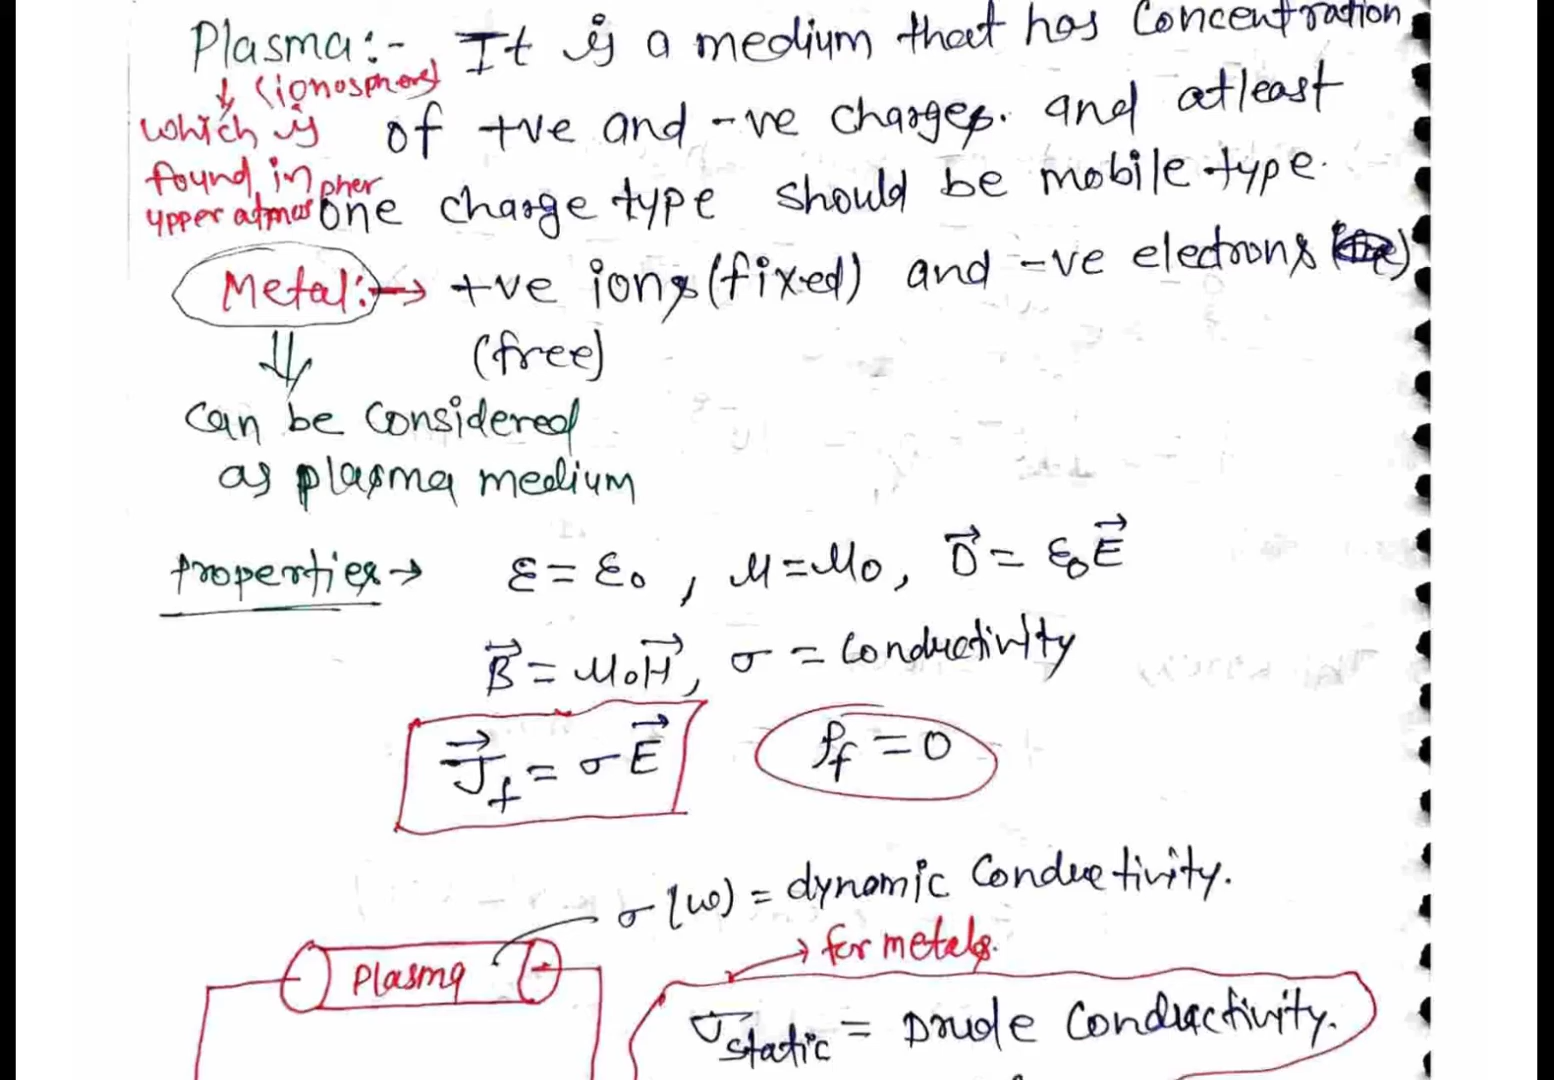 Plasma:- It is a medium that has Concentration
↓ (ionosphere)
which is
found in
upper atmospher
of +ve and -ve charges. and atleast
one charge type should be mobile type.
Metal:→ +ve ions (fixed) and -ve electrons
(free)
⇓
can be considered
as plasma medium
Properties → ε = ε₀, μ = μ₀, D⃗ = ε₀E⃗
B⃗ = μ₀H⃗, σ = Conductivity
J⃗f = σE⃗ ρf = 0
σ(ω) = dynamic Conductivity.
→ for metals.
Plasma
σstatic = Drude Conductivity.